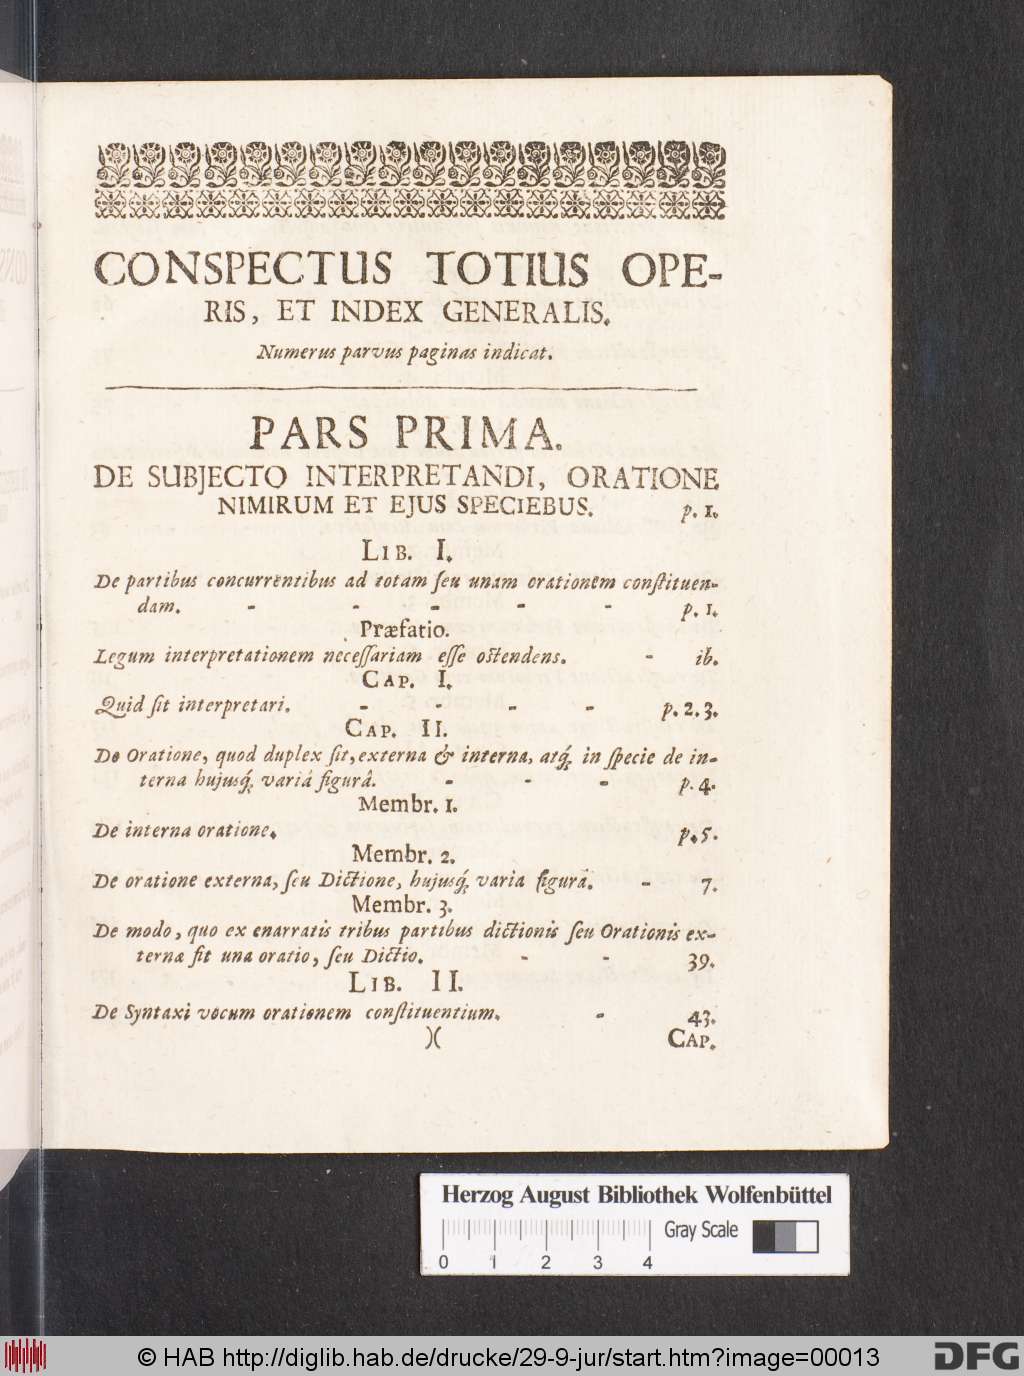 CONSPECTUS TOTIUS OPE-
RIS, ET INDEX GENERALIS.
Numerus parvus paginas indicat.
PARS PRIMA.
DE SUBJECTO INTERPRETANDI, ORATIONE
NIMIRUM ET EJUS SPECIEBUS. p. 1.
LIB. I.
De partibus concurrentibus ad totam ſeu unam orationem conſtituen-
dam. - - - - - p. 1.
Præfatio.
Legum interpretationem neceſſariam eſſe oſtendens. - ib.
CAP. I.
Quid ſit interpretari. - - - - p. 2. 3.
CAP. II.
De Oratione, quod duplex ſit, externa & interna, atq́; in ſpecie de in-
terna hujusq́; variâ figurâ. - - - p. 4.
Membr. 1.
De interna oratione. p. 5.
Membr. 2.
De oratione externa, ſeu Dictione, hujusq́; varia figurâ. - 7.
Membr. 3.
De modo, quo ex enarratis tribus partibus dictionis ſeu Orationis ex-
ternæ fit una oratio, ſeu Dictio. - - 39.
LIB. II.
De Syntaxi vocum orationem conſtituentium. - 43.
)( CAP.
Herzog August Bibliothek Wolfenbüttel
Gray Scale
0 1 2 3 4
© HAB http://diglib.hab.de/drucke/29-9-jur/start.htm?image=00013
DFG